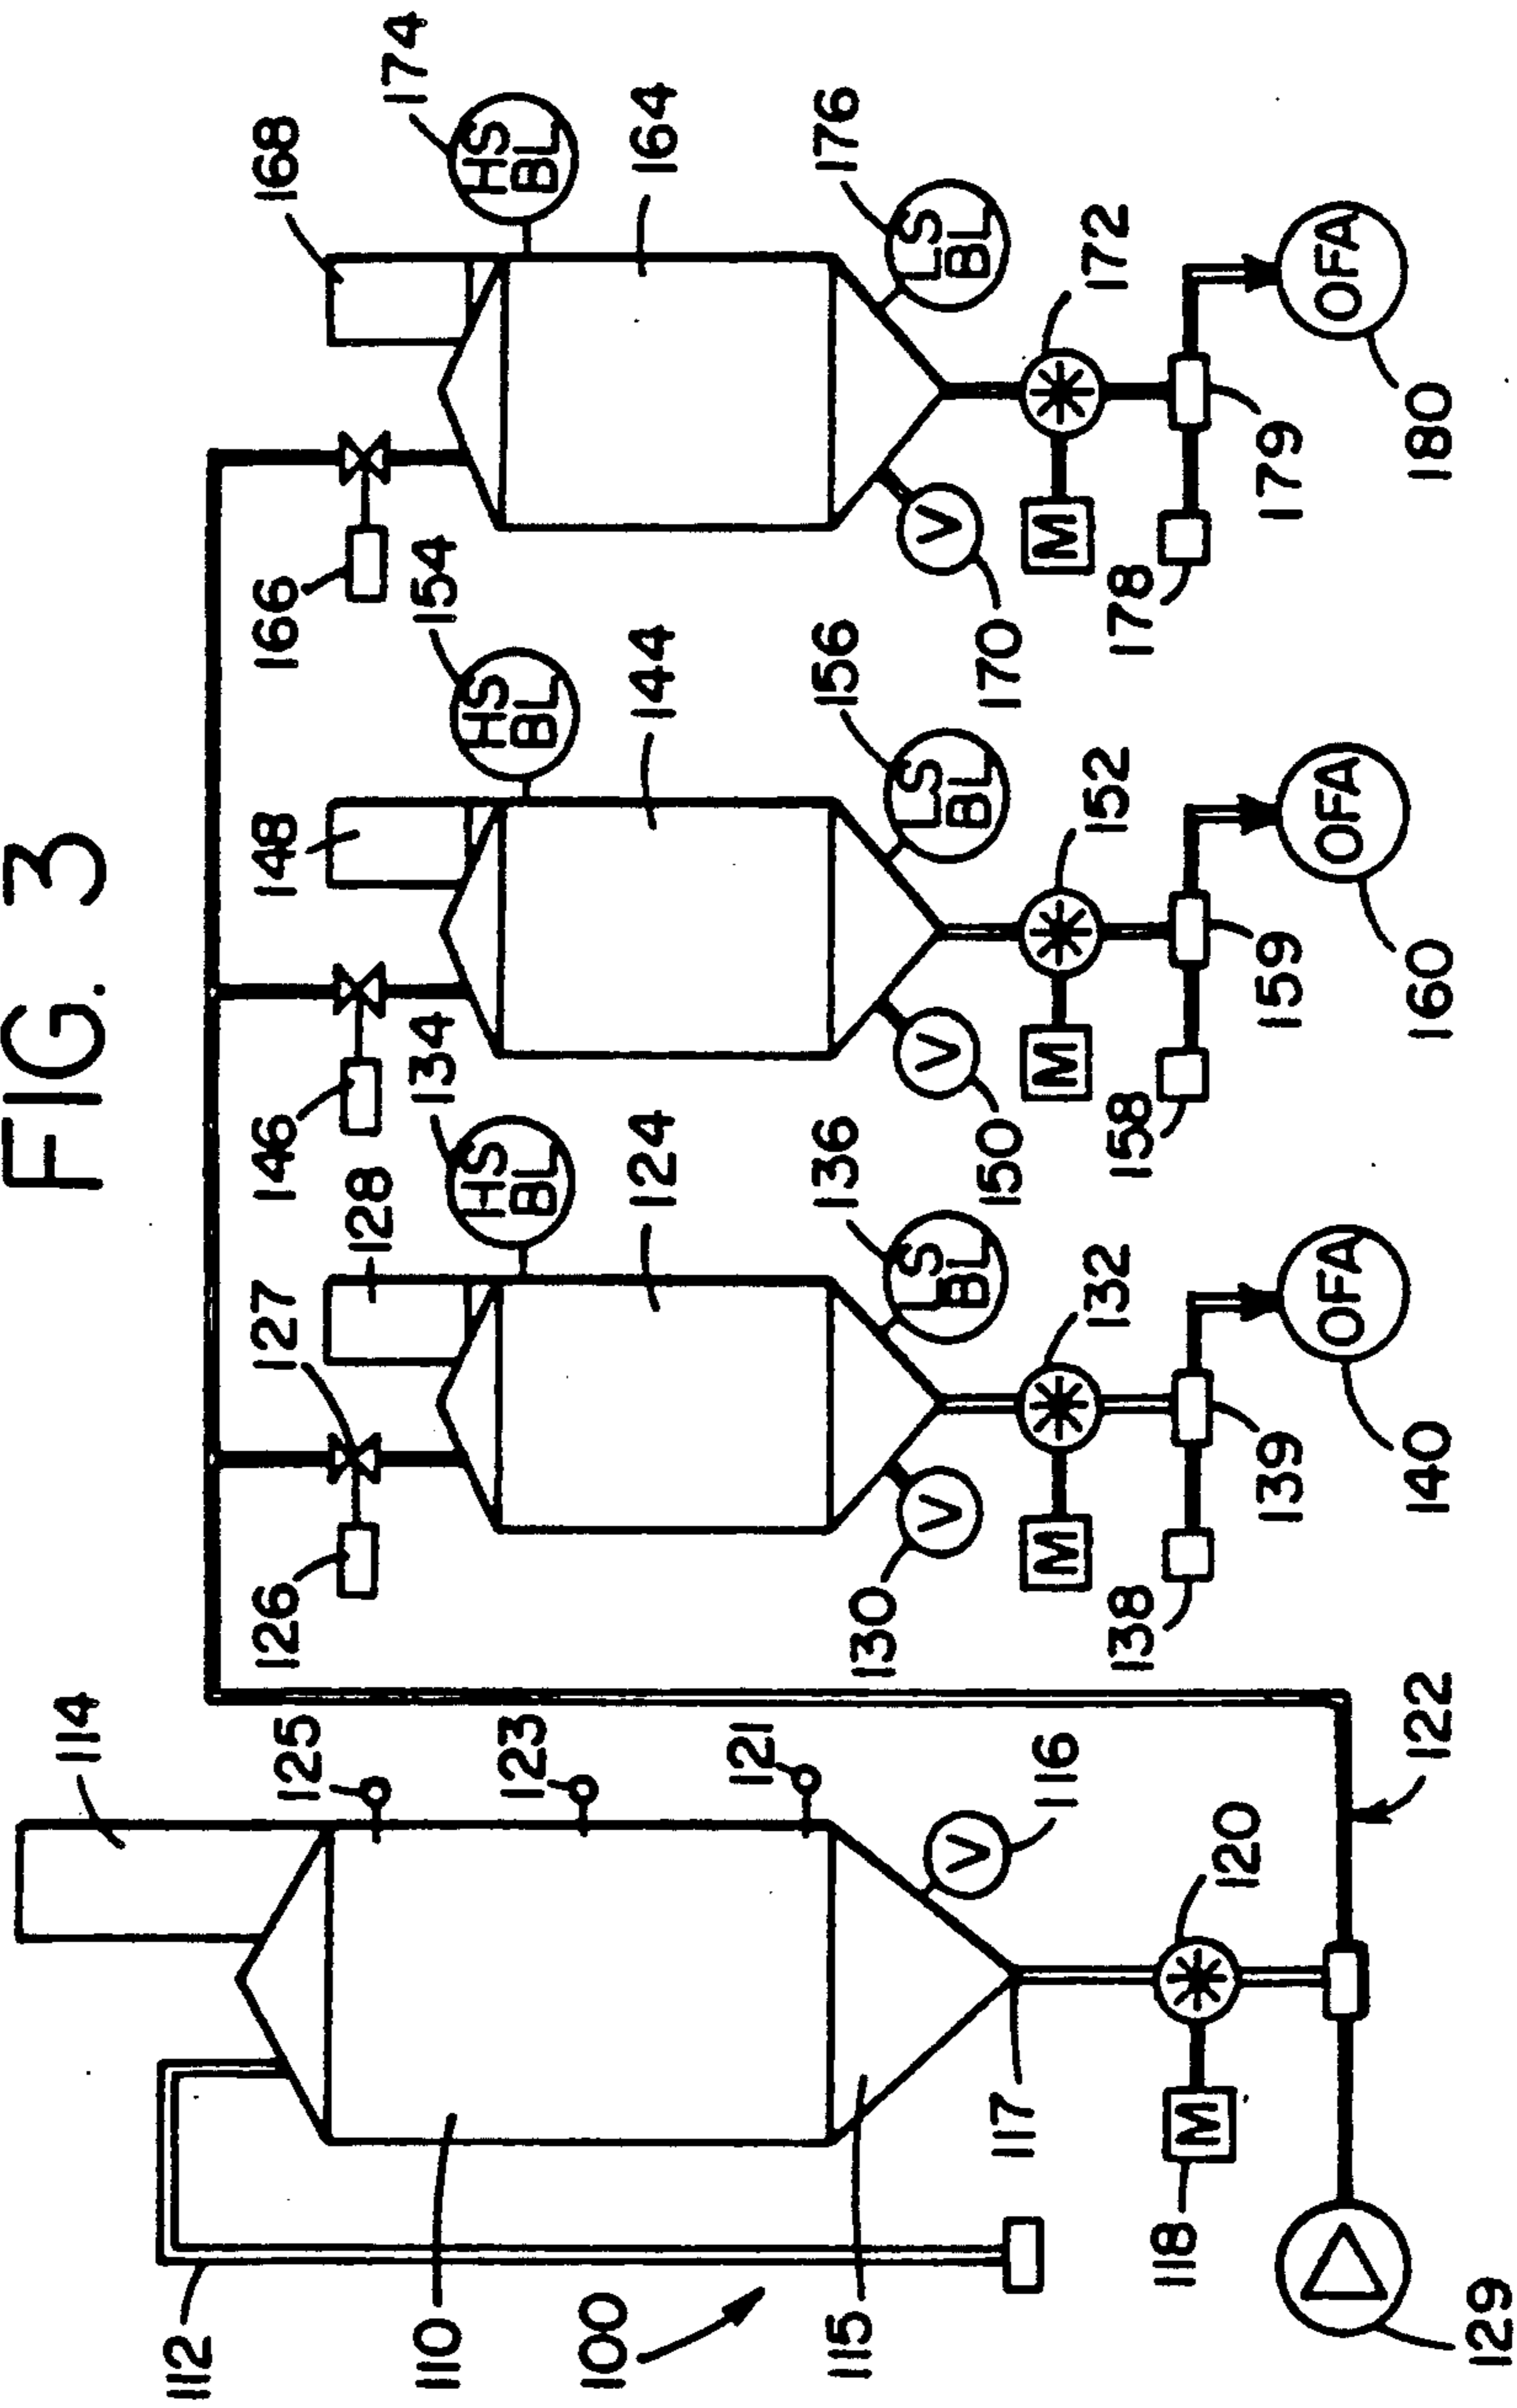 FIG. 3
114
125
123
121
116
112
110
100
115
117
V
120
M
118
129
122
126
127
128
134
HS
BL
124
136
LS
BL
130
V
132
M
138
139
OFA
140
146
148
154
HS
BL
144
156
LS
BL
150
V
152
M
158
159
OFA
160
166
168
174
HS
BL
164
176
LS
BL
170
V
172
M
178
179
OFA
180